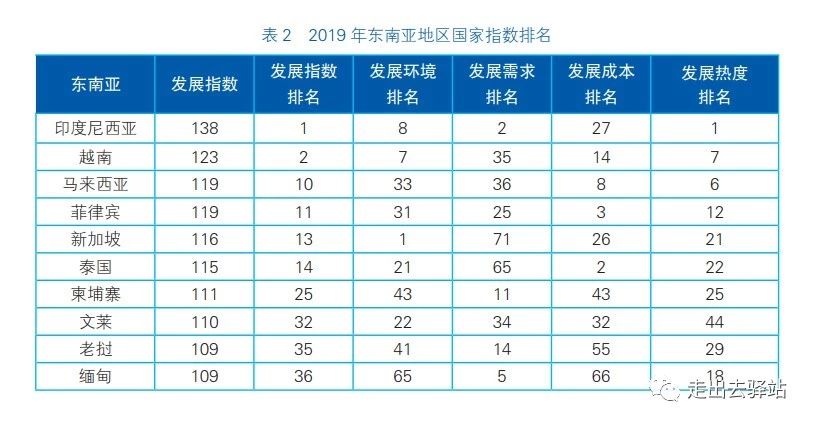 表 2 2019 年东南亚地区国家指数排名
东南亚 发展指数 发展指数排名 发展环境排名 发展需求排名 发展成本排名 发展热度排名
印度尼西亚 138 1 8 2 27 1
越南 123 2 7 35 14 7
马来西亚 119 10 33 36 8 6
菲律宾 119 11 31 25 3 12
新加坡 116 13 1 71 26 21
泰国 115 14 21 65 2 22
柬埔寨 111 25 43 11 43 25
文莱 110 32 22 34 32 44
老挝 109 35 41 14 55 29
缅甸 109 36 65 5 66 18
走出去驿站